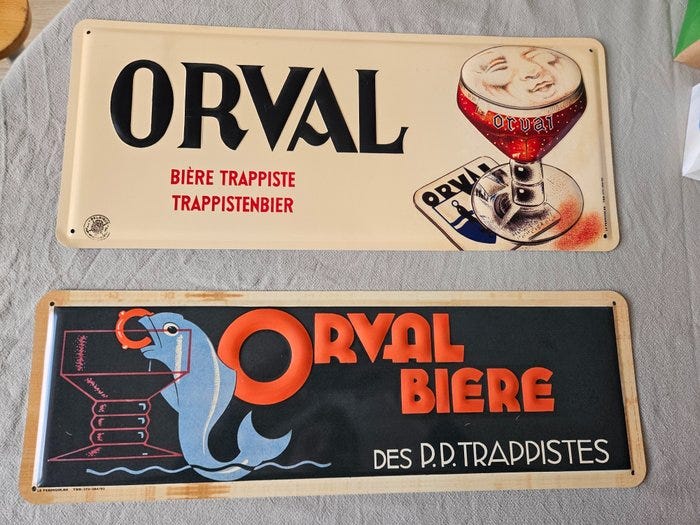 ORVAL
BIÈRE TRAPPISTE
TRAPPISTENBIER
orval
ORVAL
ORVAL
BIERE
DES P.P. TRAPPISTES